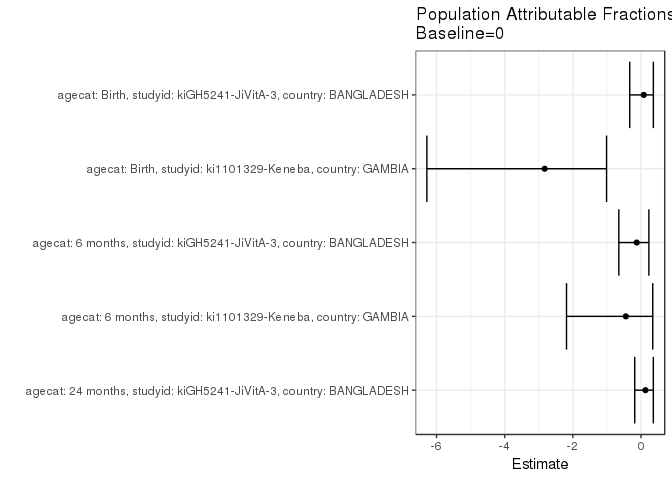 Population Attributable Fractions
Baseline=0
agecat: Birth, studyid: kiGH5241-JiVitA-3, country: BANGLADESH
agecat: Birth, studyid: ki1101329-Keneba, country: GAMBIA
agecat: 6 months, studyid: kiGH5241-JiVitA-3, country: BANGLADESH
agecat: 6 months, studyid: ki1101329-Keneba, country: GAMBIA
agecat: 24 months, studyid: kiGH5241-JiVitA-3, country: BANGLADESH
-6 -4 -2 0
Estimate